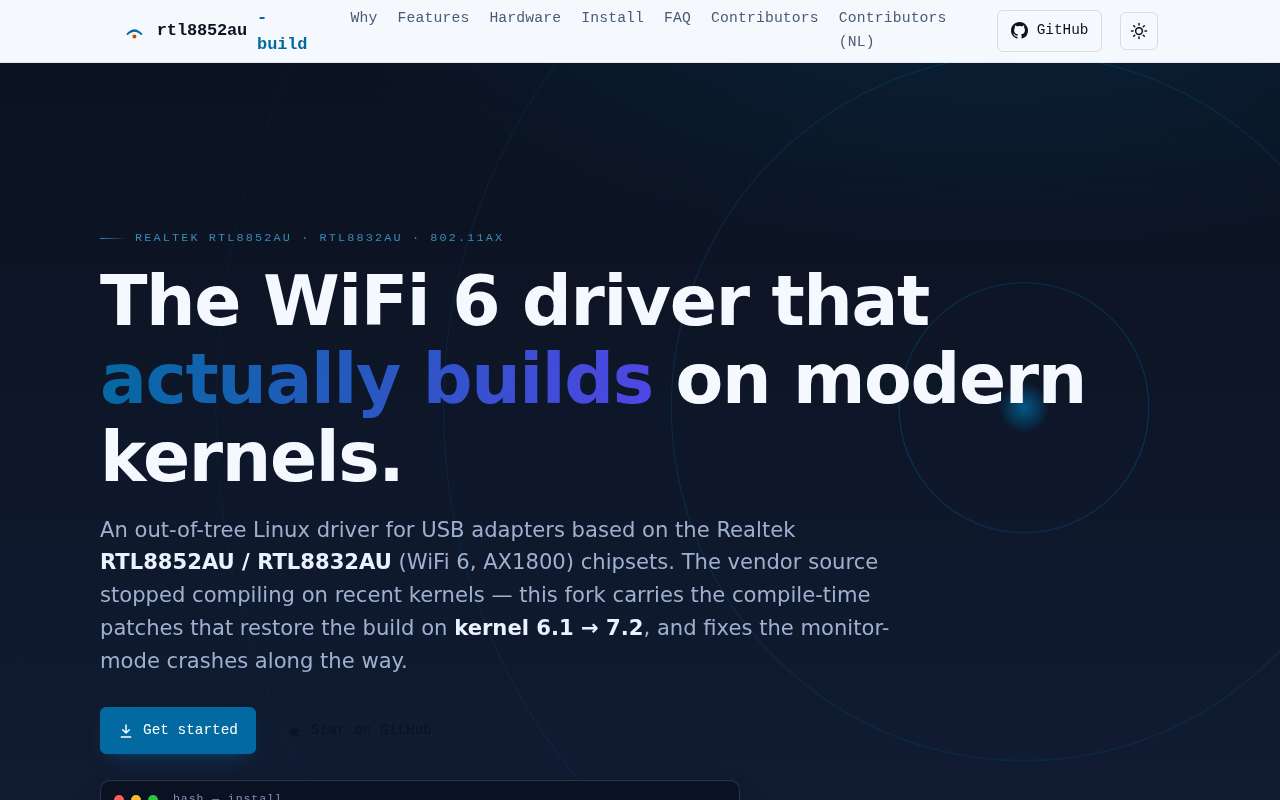 rtl8852au -build
Why Features Hardware Install FAQ Contributors Contributors (NL)
GitHub
REALTEK RTL8852AU · RTL8832AU · 802.11AX
The WiFi 6 driver that
actually builds on modern
kernels.
An out-of-tree Linux driver for USB adapters based on the Realtek
RTL8852AU / RTL8832AU (WiFi 6, AX1800) chipsets. The vendor source
stopped compiling on recent kernels — this fork carries the compile-time
patches that restore the build on kernel 6.1 → 7.2, and fixes the monitor-
mode crashes along the way.
Get started
Star on GitHub
bash — install